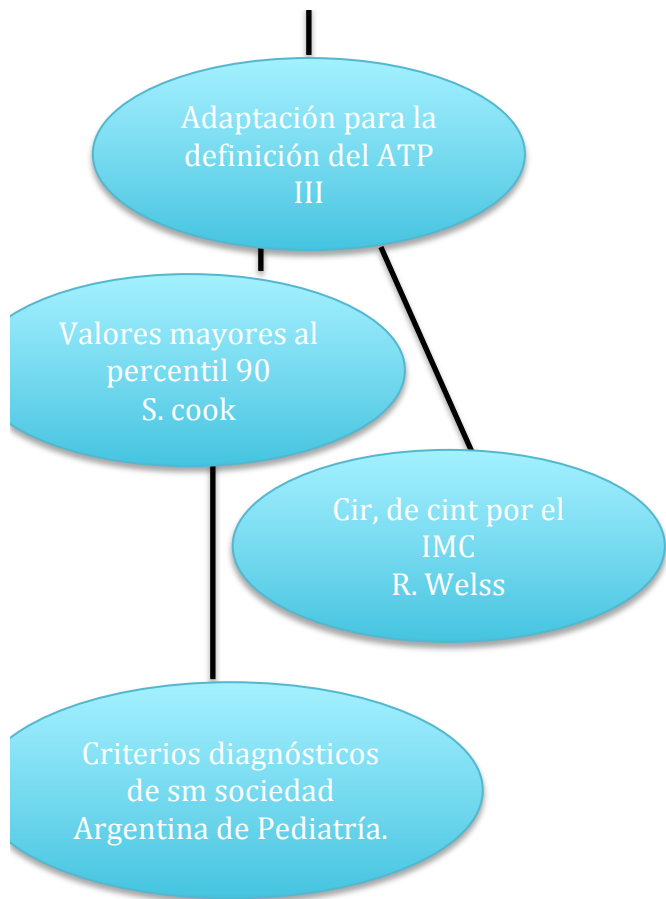 Adaptación para la
definición del ATP
III
Valores mayores al
percentil 90
S. cook
Cir, de cint por el
IMC
R. Welss
Criterios diagnósticos
de sm sociedad
Argentina de Pediatría.